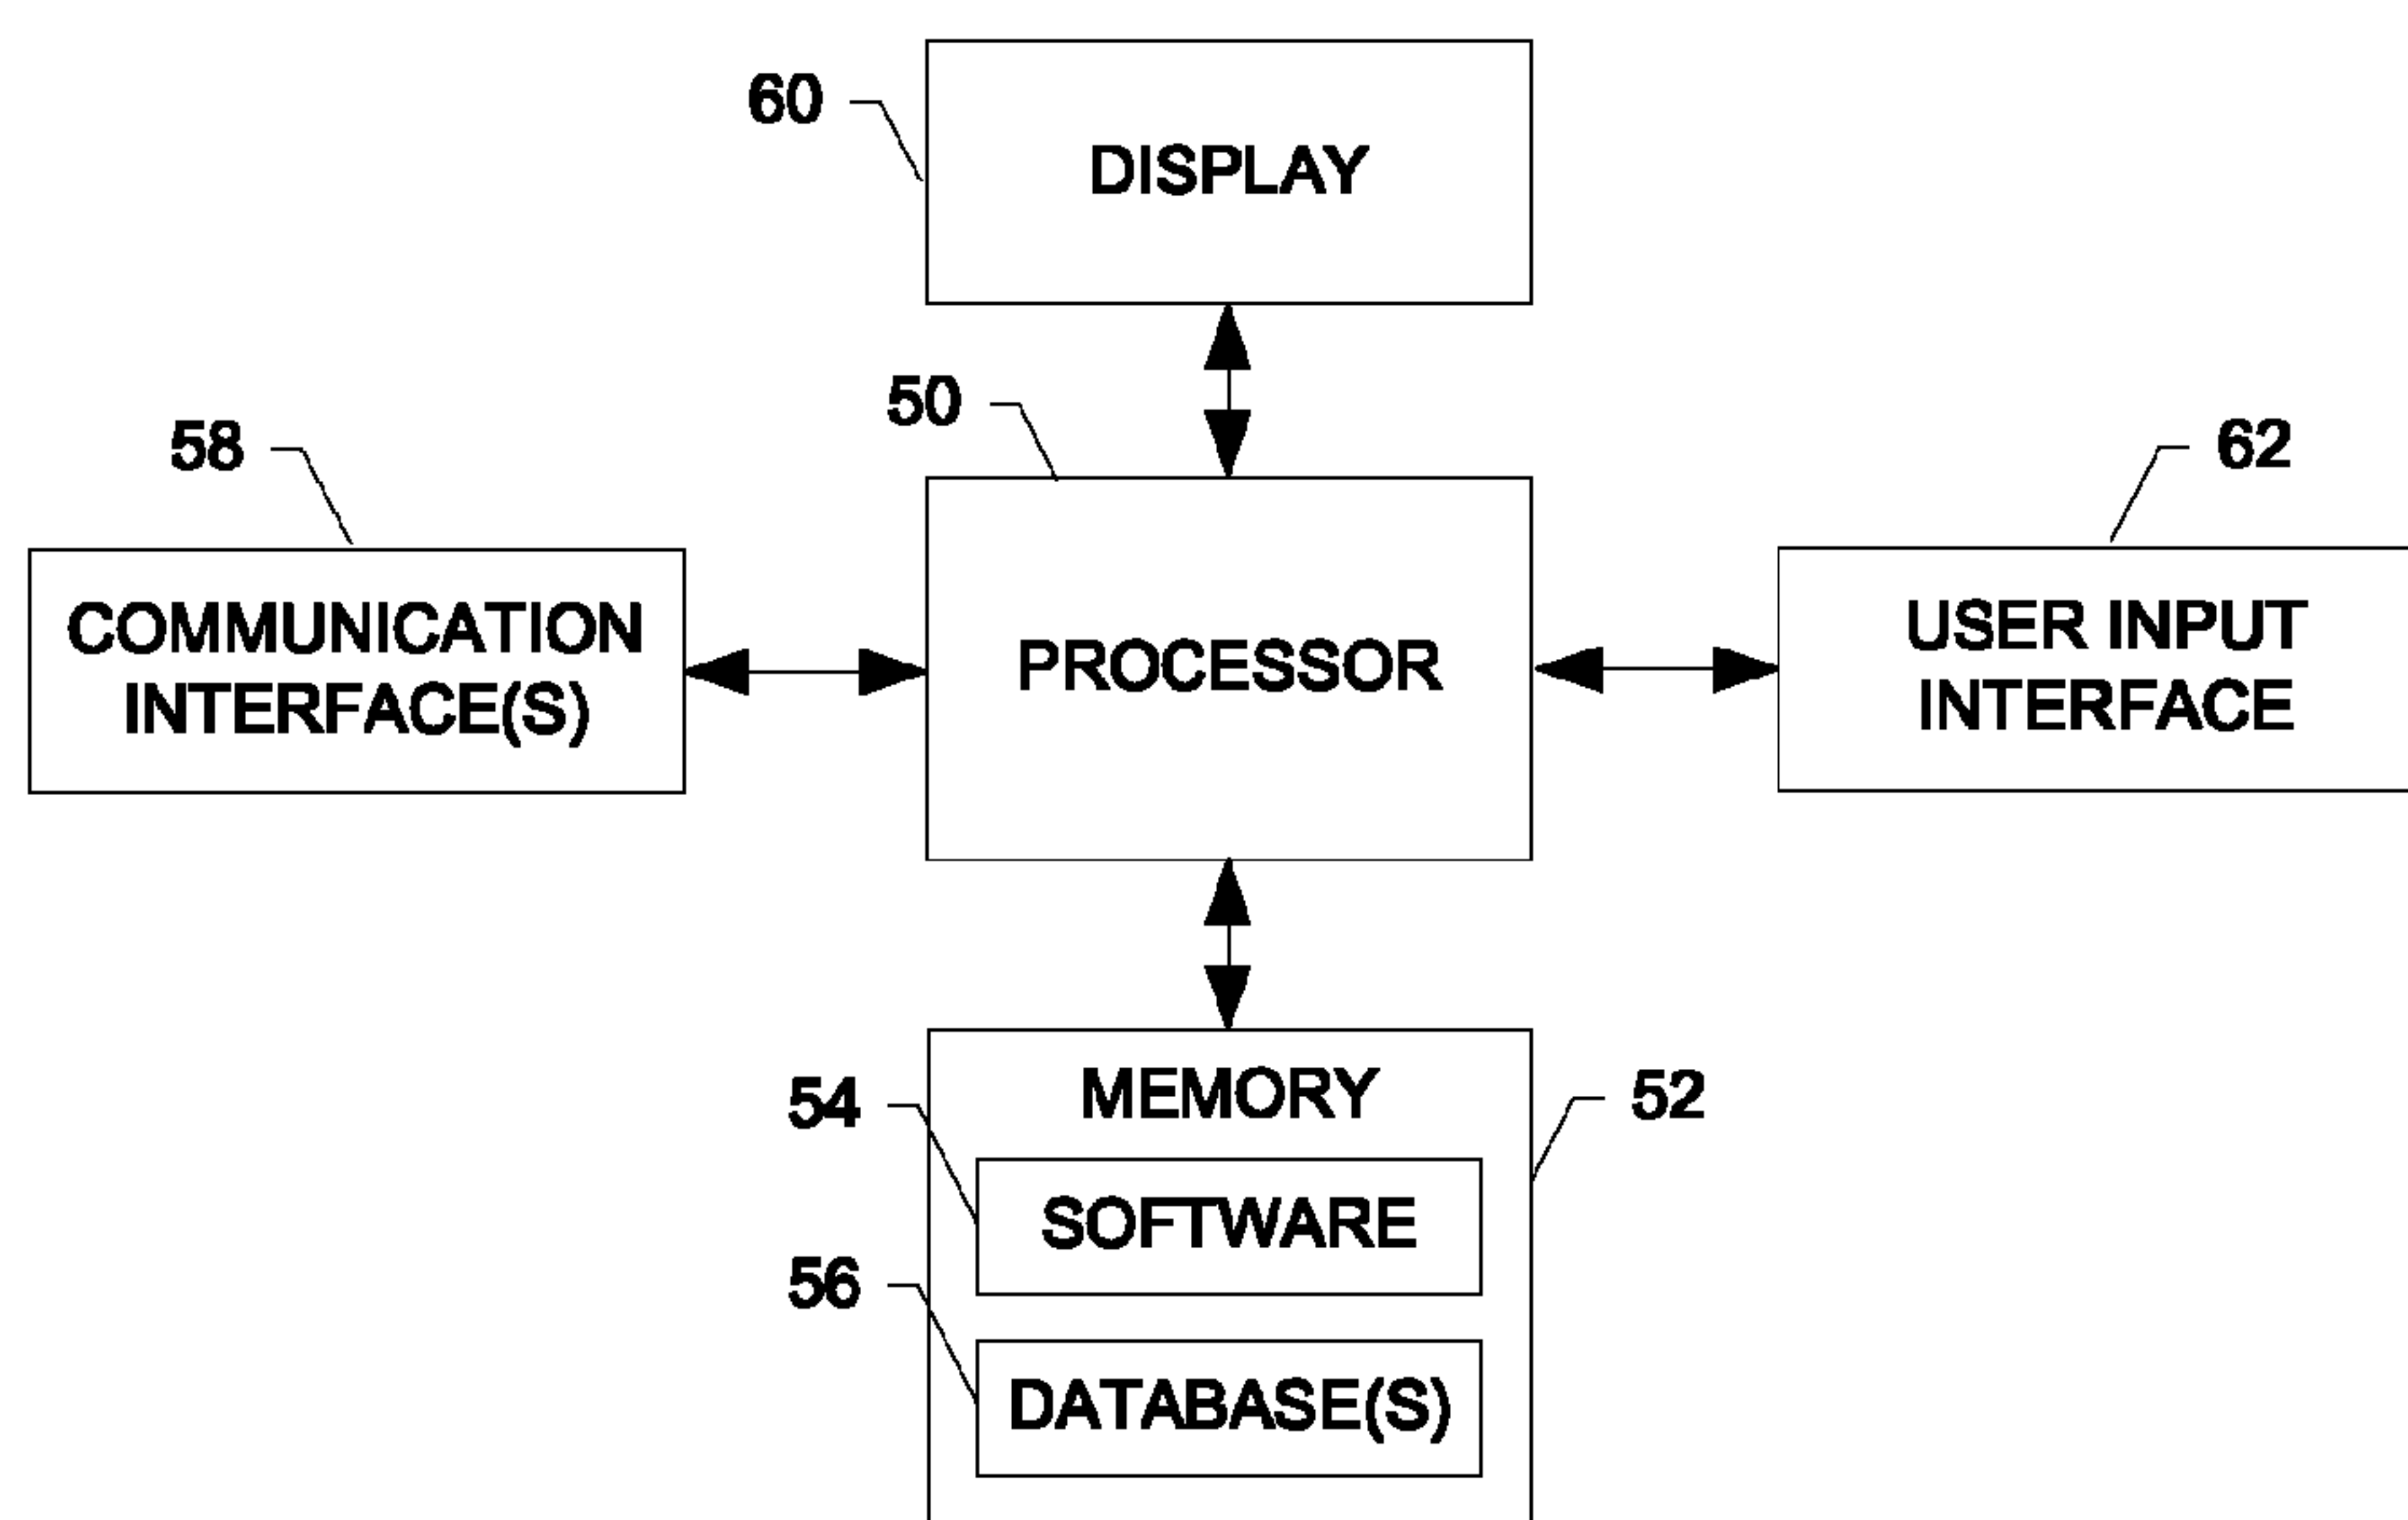 60
DISPLAY
50
58
62
COMMUNICATION
INTERFACE(S)
PROCESSOR
USER INPUT
INTERFACE
MEMORY
54
52
SOFTWARE
56
DATABASE(S)